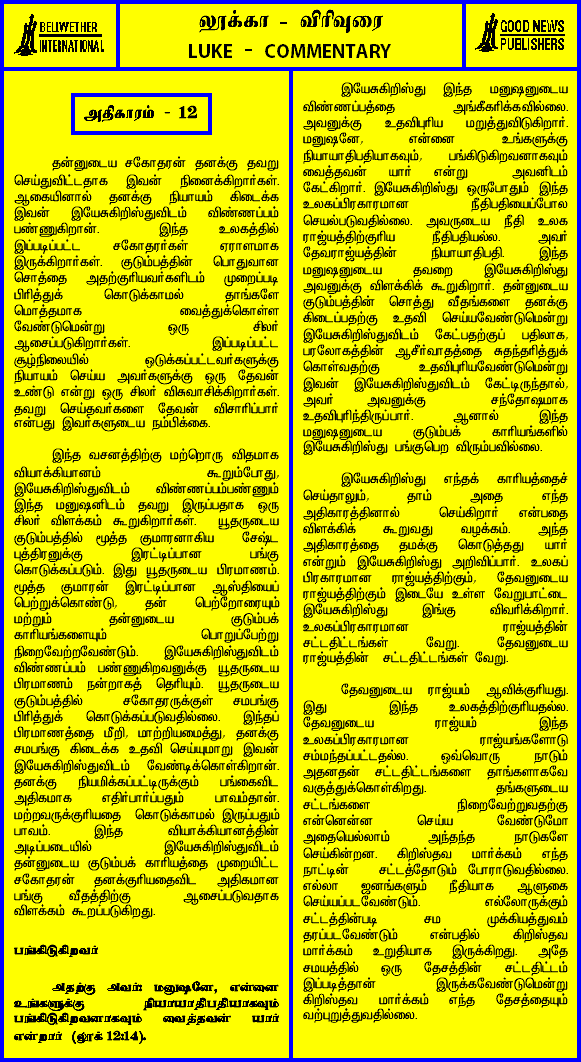 BELLWETHER
INTERNATIONAL
லூக்கா - விரிவுரை
LUKE - COMMENTARY
GOOD NEWS
PUBLISHERS
அதிகாரம் - 12
தன்னுடைய சகோதரன் தனக்கு தவறு
செய்துவிட்டதாக இவன் நினைக்கிறார்கள்.
ஆகையினால் தனக்கு நியாயம் கிடைக்க
இவன் இயேசுகிறிஸ்துவிடம் விண்ணப்பம்
பண்ணுகிறான். இந்த உலகத்தில்
இப்படிப்பட்ட சகோதரர்கள் ஏராளமாக
இருக்கிறார்கள். குடும்பத்தின் பொதுவான
சொத்தை அதற்குரியவர்களிடம் முறைப்படி
பிரித்துக் கொடுக்காமல் தாங்களே
மொத்தமாக வைத்துக்கொள்ள
வேண்டுமென்று ஒரு சிலர்
ஆசைப்படுகிறார்கள். இப்படிப்பட்ட
சூழ்நிலையில் ஒடுக்கப்பட்டவர்களுக்கு
நியாயம் செய்ய அவர்களுக்கு ஒரு தேவன்
உண்டு என்று ஒரு சிலர் விசுவாசிக்கிறார்கள்.
தவறு செய்தவர்களை தேவன் விசாரிப்பார்
என்பது இவர்களுடைய நம்பிக்கை.
இந்த வசனத்திற்கு மற்றொரு விதமாக
வியாக்கியானம் கூறும்போது,
இயேசுகிறிஸ்துவிடம் விண்ணப்பம்பண்ணும்
இந்த மனுஷனிடம் தவறு இருப்பதாக ஒரு
சிலர் விளக்கம் கூறுகிறார்கள். யூதருடைய
குடும்பத்தில் மூத்த குமாரனாகிய சேஷ்ட
புத்திரனுக்கு இரட்டிப்பான பங்கு
கொடுக்கப்படும். இது யூதருடைய பிரமாணம்.
மூத்த குமாரன் இரட்டிப்பான ஆஸ்தியைப்
பெற்றுக்கொண்டு, தன் பெற்றோரையும்
மற்றும் தன்னுடைய குடும்பக்
காரியங்களையும் பொறுப்பேற்று
நிறைவேற்றவேண்டும். இயேசுகிறிஸ்துவிடம்
விண்ணப்பம் பண்ணுகிறவனுக்கு யூதருடைய
பிரமாணம் நன்றாகத் தெரியும். யூதருடைய
குடும்பத்தில் சகோதரருக்குள் சமபங்கு
பிரித்துக் கொடுக்கப்படுவதில்லை. இந்தப்
பிரமாணத்தை மீறி, மாற்றியமைத்து, தனக்கு
சமபங்கு கிடைக்க உதவி செய்யுமாறு இவன்
இயேசுகிறிஸ்துவிடம் வேண்டிக்கொள்கிறான்.
தனக்கு நியமிக்கப்பட்டிருக்கும் பங்கைவிட
அதிகமாக எதிர்பார்ப்பதும் பாவம்தான்.
மற்றவருக்குரியதை கொடுக்காமல் இருப்பதும்
பாவம். இந்த வியாக்கியானத்தின்
அடிப்படையில் இயேசுகிறிஸ்துவிடம்
தன்னுடைய குடும்பக் காரியத்தை முறையிட்ட
சகோதரன் தனக்குரியதைவிட அதிகமான
பங்கு வீதத்திற்கு ஆசைப்படுவதாக
விளக்கம் கூறப்படுகிறது.
பங்கிடுகிறவர்
அதற்கு அவர்: மனுஷனே, என்னை
உங்களுக்கு நியாயாதிபதியாகவும்
பங்கிடுகிறவனாகவும் வைத்தவன் யார்
என்றார் (லூக் 12:14).
இயேசுகிறிஸ்து இந்த மனுஷனுடைய
விண்ணப்பத்தை அங்கீகரிக்கவில்லை.
அவனுக்கு உதவிபுரிய மறுத்துவிடுகிறார்.
மனுஷனே, என்னை உங்களுக்கு
நியாயாதிபதியாகவும், பங்கிடுகிறவனாகவும்
வைத்தவன் யார் என்று அவனிடம்
கேட்கிறார். இயேசுகிறிஸ்து ஒருபோதும் இந்த
உலகப்பிரகாரமான நீதிபதியைப்போல
செயல்படுவதில்லை. அவருடைய நீதி உலக
ராஜ்யத்திற்குரிய நீதிபதியல்ல. அவர்
தேவராஜ்யத்தின் நியாயாதிபதி. இந்த
மனுஷனுடைய தவறை இயேசுகிறிஸ்து
அவனுக்கு விளக்கிக் கூறுகிறார். தன்னுடைய
குடும்பத்தின் சொத்து வீதங்களை தனக்கு
கிடைப்பதற்கு உதவி செய்யவேண்டுமென்று
இயேசுகிறிஸ்துவிடம் கேட்பதற்குப் பதிலாக,
பரலோகத்தின் ஆசீர்வாதத்தை சுதந்தரித்துக்
கொள்வதற்கு உதவிபுரியவேண்டுமென்று
இவன் இயேசுகிறிஸ்துவிடம் கேட்டிருந்தால்,
அவர் அவனுக்கு சந்தோஷமாக
உதவிபுரிந்திருப்பார். ஆனால் இந்த
மனுஷனுடைய குடும்பக் காரியங்களில்
இயேசுகிறிஸ்து பங்குபெற விரும்பவில்லை.
இயேசுகிறிஸ்து எந்தக் காரியத்தைச்
செய்தாலும், தாம் அதை எந்த
அதிகாரத்தினால் செய்கிறார் என்பதை
விளக்கிக் கூறுவது வழக்கம். அந்த
அதிகாரத்தை தமக்கு கொடுத்தது யார்
என்றும் இயேசுகிறிஸ்து அறிவிப்பார். உலகப்
பிரகாரமான ராஜ்யத்திற்கும், தேவனுடைய
ராஜ்யத்திற்கும் இடையே உள்ள வேறுபாட்டை
இயேசுகிறிஸ்து இங்கு விவரிக்கிறார்.
உலகப்பிரகாரமான ராஜ்யத்தின்
சட்டதிட்டங்கள் வேறு. தேவனுடைய
ராஜ்யத்தின் சட்டதிட்டங்கள் வேறு.
தேவனுடைய ராஜ்யம் ஆவிக்குரியது.
இது இந்த உலகத்திற்குரியதல்ல.
தேவனுடைய ராஜ்யம் இந்த
உலகப்பிரகாரமான ராஜ்யங்களோடு
சம்மந்தப்பட்டதல்ல. ஒவ்வொரு நாடும்
அதனதன் சட்டதிட்டங்களை தாங்களாகவே
வகுத்துக்கொள்கிறது. தங்களுடைய
சட்டங்களை நிறைவேற்றுவதற்கு
என்னென்ன செய்ய வேண்டுமோ
அதையெல்லாம் அந்தந்த நாடுகளே
செய்கின்றன. கிறிஸ்தவ மார்க்கம் எந்த
நாட்டின் சட்டத்தோடும் போராடுவதில்லை.
எல்லா ஜனங்களும் நீதியாக ஆளுகை
செய்யப்படவேண்டும். எல்லோருக்கும்
சட்டத்தின்படி சம முக்கியத்துவம்
தரப்படவேண்டும் என்பதில் கிறிஸ்தவ
மார்க்கம் உறுதியாக இருக்கிறது. அதே
சமயத்தில் ஒரு தேசத்தின் சட்டதிட்டம்
இப்படித்தான் இருக்கவேண்டுமென்று
கிறிஸ்தவ மார்க்கம் எந்த தேசத்தையும்
வற்புறுத்துவதில்லை.